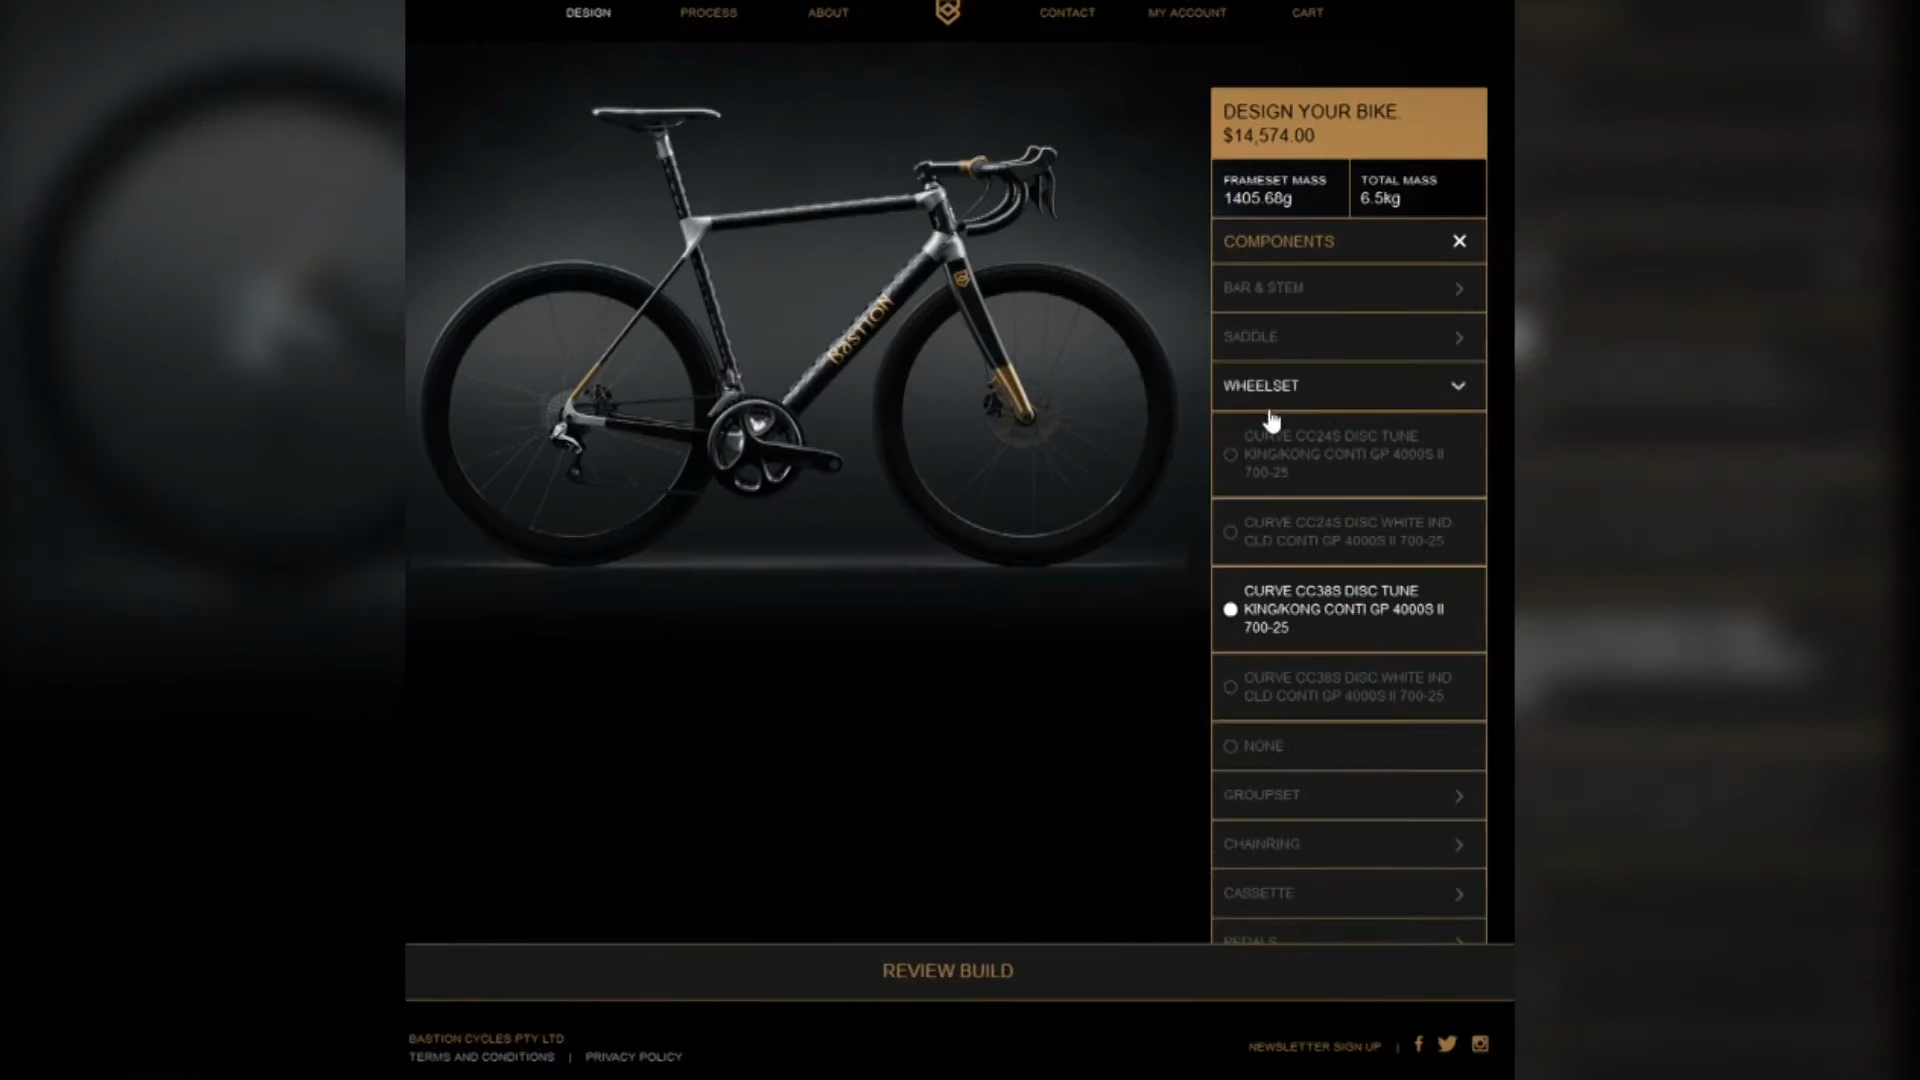 DESIGN
PROCESS
ABOUT
CONTACT
MY ACCOUNT
CART
DESIGN YOUR BIKE.
$14,574.00
FRAMESET MASS
1405.68g
TOTAL MASS
6.5kg
COMPONENTS
BAR & STEM
SADDLE
WHEELSET
CURVE CC24S DISC TUNE
KING/KONG CONTI GP 4000S II
700-25
CURVE CC24S DISC WHITE IND
CLD CONTI GP 4000S II 700-25
CURVE CC38S DISC TUNE
KING/KONG CONTI GP 4000S II
700-25
CURVE CC38S DISC WHITE IND
CLD CONTI GP 4000S II 700-25
NONE
GROUPSET
CHAINRING
CASSETTE
PEDALS
BASTION
REVIEW BUILD
BASTION CYCLES PTY LTD
TERMS AND CONDITIONS | PRIVACY POLICY
NEWSLETTER SIGN UP |